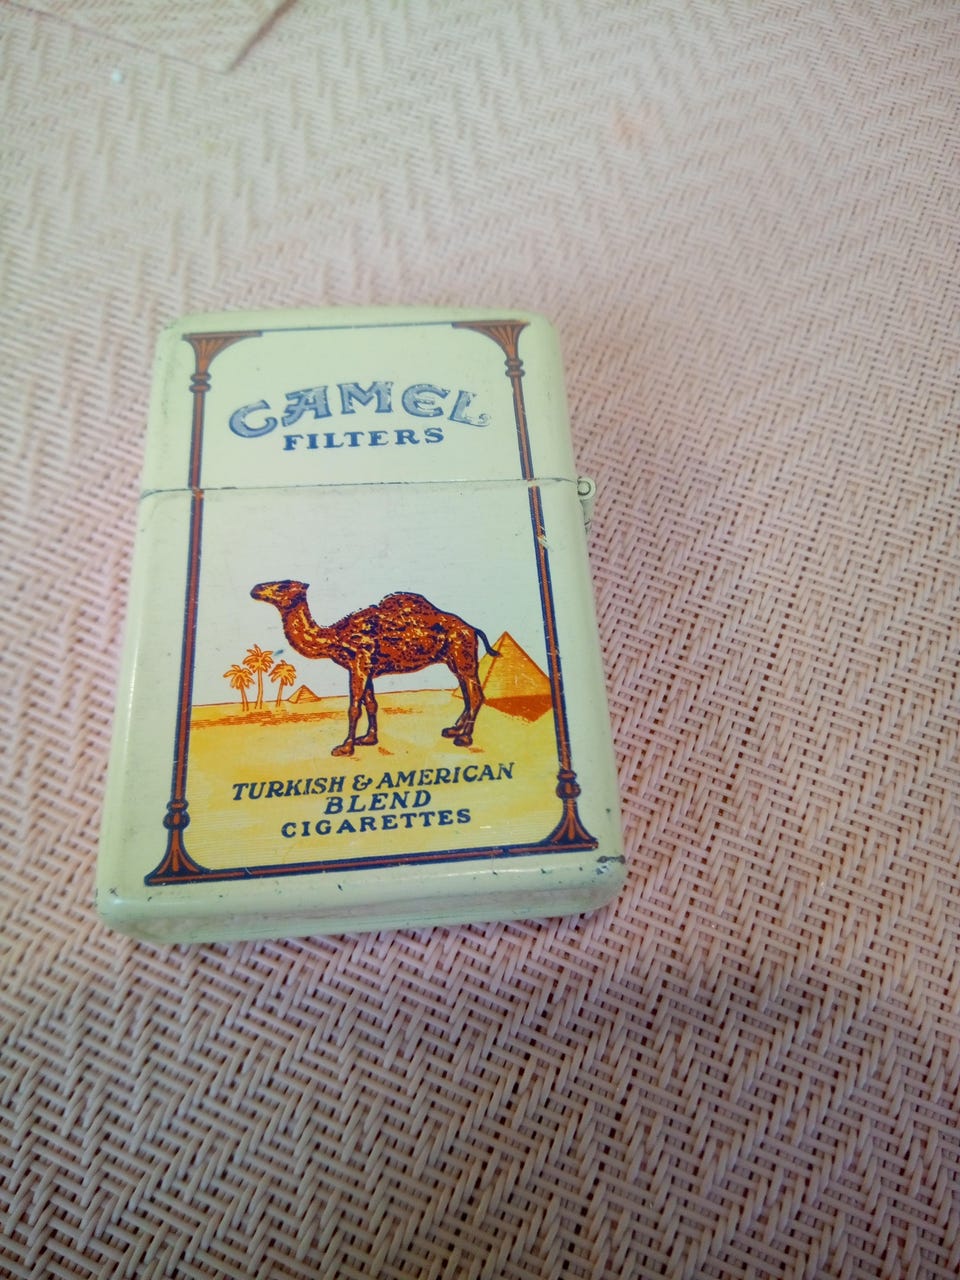 CAMEL
FILTERS
TURKISH & AMERICAN
BLEND
CIGARETTES